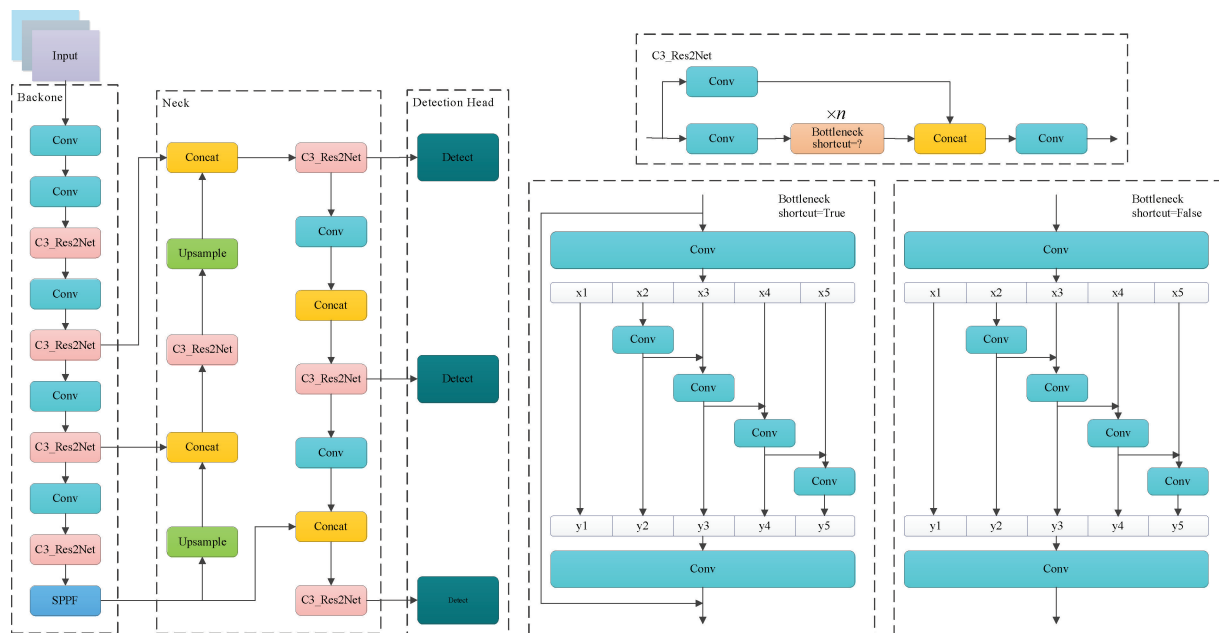 Input
Backone
Conv
Conv
C3_Res2Net
Conv
C3_Res2Net
Conv
C3_Res2Net
Conv
C3_Res2Net
SPPF
Neck
Concat
Upsample
C3_Res2Net
Concat
Upsample
C3_Res2Net
Conv
Concat
C3_Res2Net
Conv
Concat
C3_Res2Net
Detection Head
Detect
Detect
Detect
C3_Res2Net
Conv
×n
Conv
Bottleneck
shortcut=?
Concat
Conv
Bottleneck
shortcut=True
Conv
x1 x2 x3 x4 x5
Conv
Conv
Conv
Conv
y1 y2 y3 y4 y5
Conv
Bottleneck
shortcut=False
Conv
x1 x2 x3 x4 x5
Conv
Conv
Conv
Conv
y1 y2 y3 y4 y5
Conv